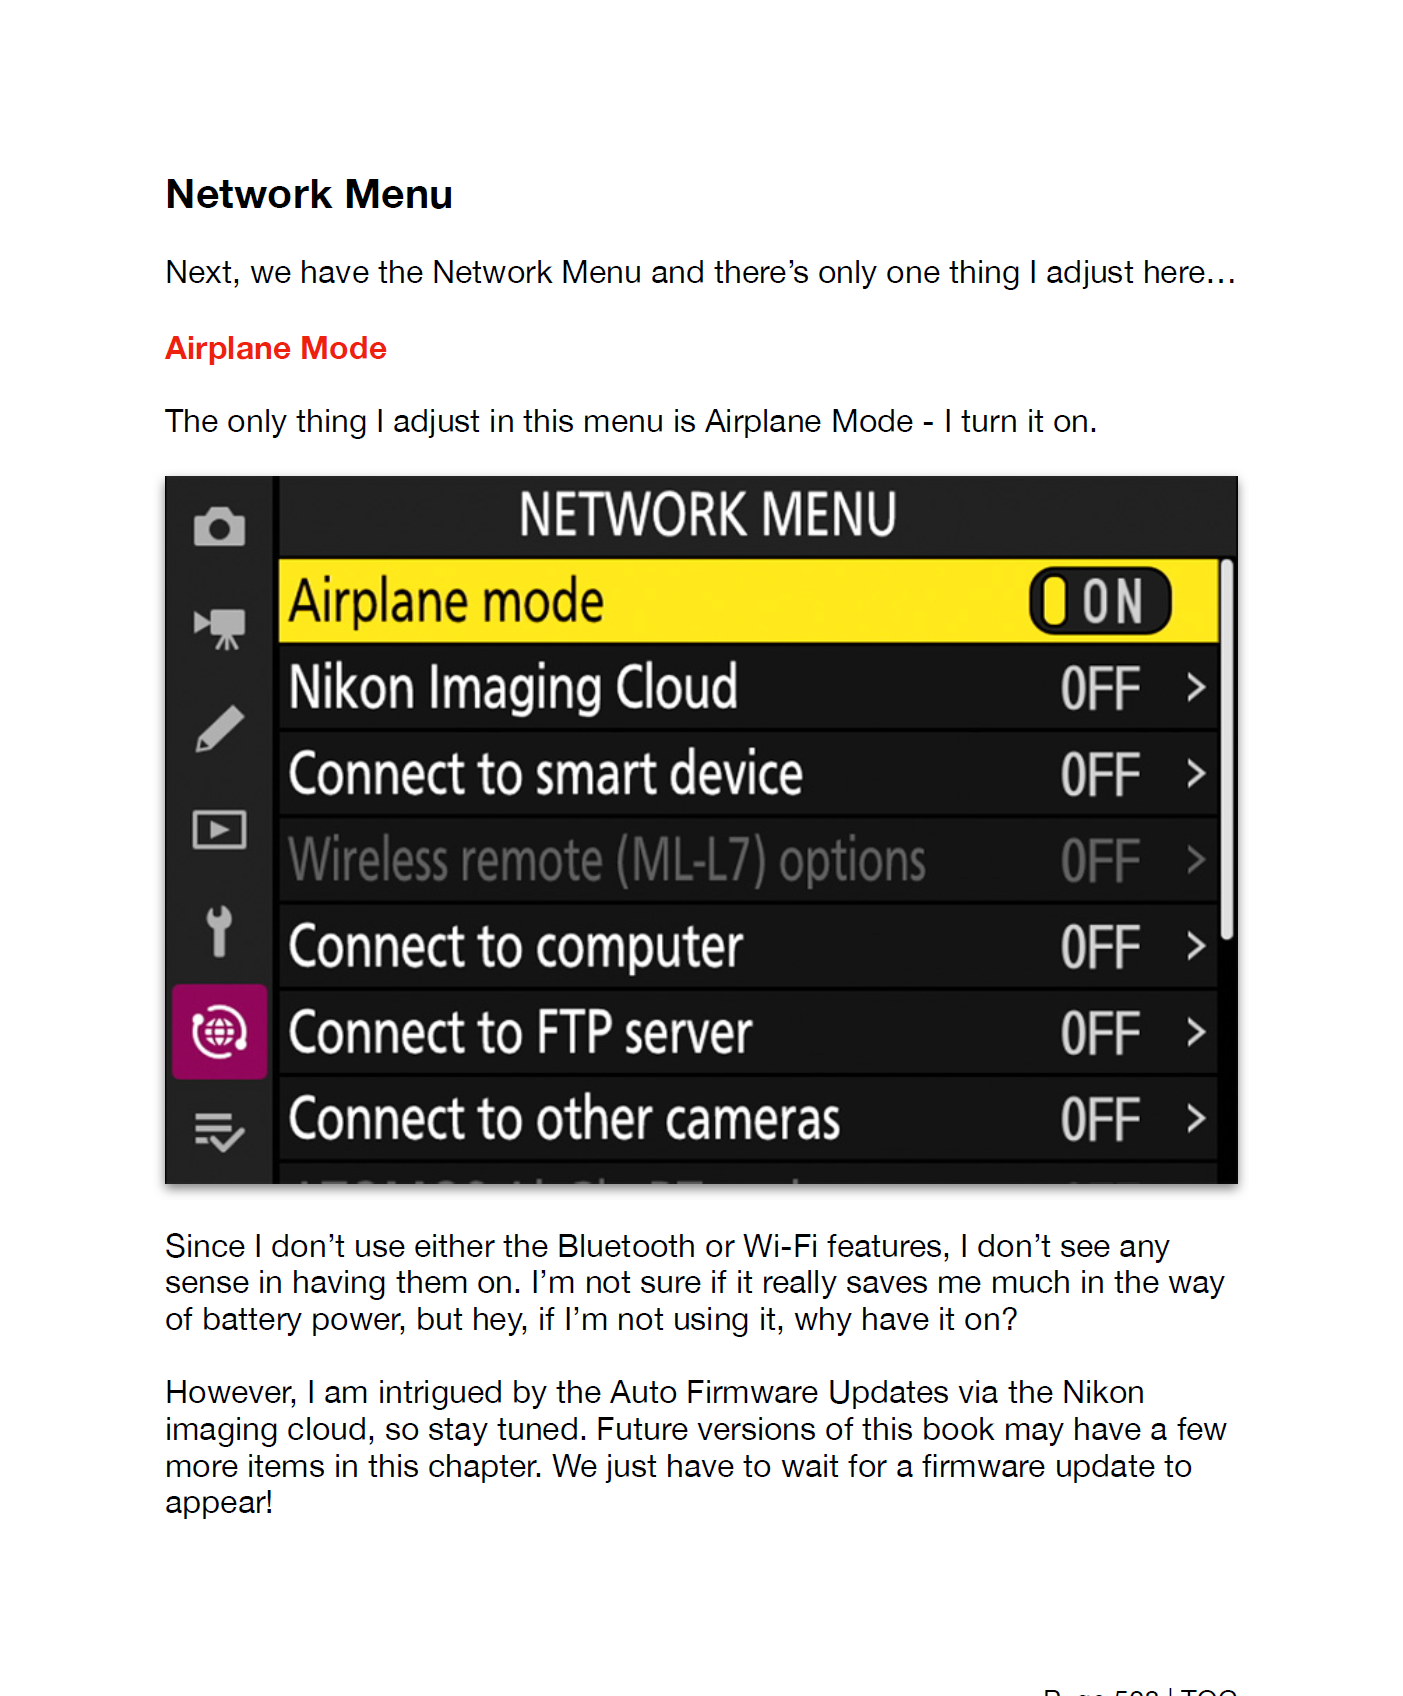 Network Menu
Next, we have the Network Menu and there’s only one thing I adjust here…
Airplane Mode
The only thing I adjust in this menu is Airplane Mode - I turn it on.
NETWORK MENU
Airplane mode ON
Nikon Imaging Cloud OFF >
Connect to smart device OFF >
Wireless remote (ML-L7) options OFF >
Connect to computer OFF >
Connect to FTP server OFF >
Connect to other cameras OFF >
Since I don’t use either the Bluetooth or Wi-Fi features, I don’t see any
sense in having them on. I’m not sure if it really saves me much in the way
of battery power, but hey, if I’m not using it, why have it on?
However, I am intrigued by the Auto Firmware Updates via the Nikon
imaging cloud, so stay tuned. Future versions of this book may have a few
more items in this chapter. We just have to wait for a firmware update to
appear!
Page | TOC